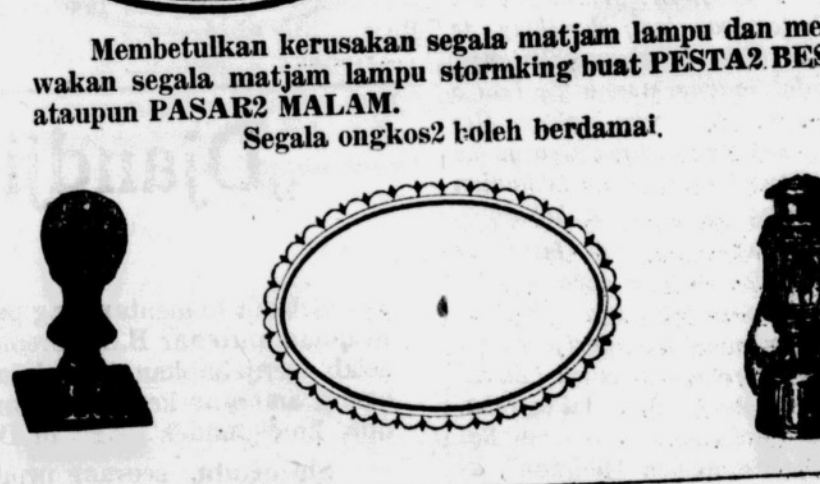 Membetulkan kerusakan segala matjam lampu dan me
wakan segala matjam lampu stormking buat PESTA2 BES
ataupun PASAR2 MALAM.
Segala ongkos2 boleh berdamai.